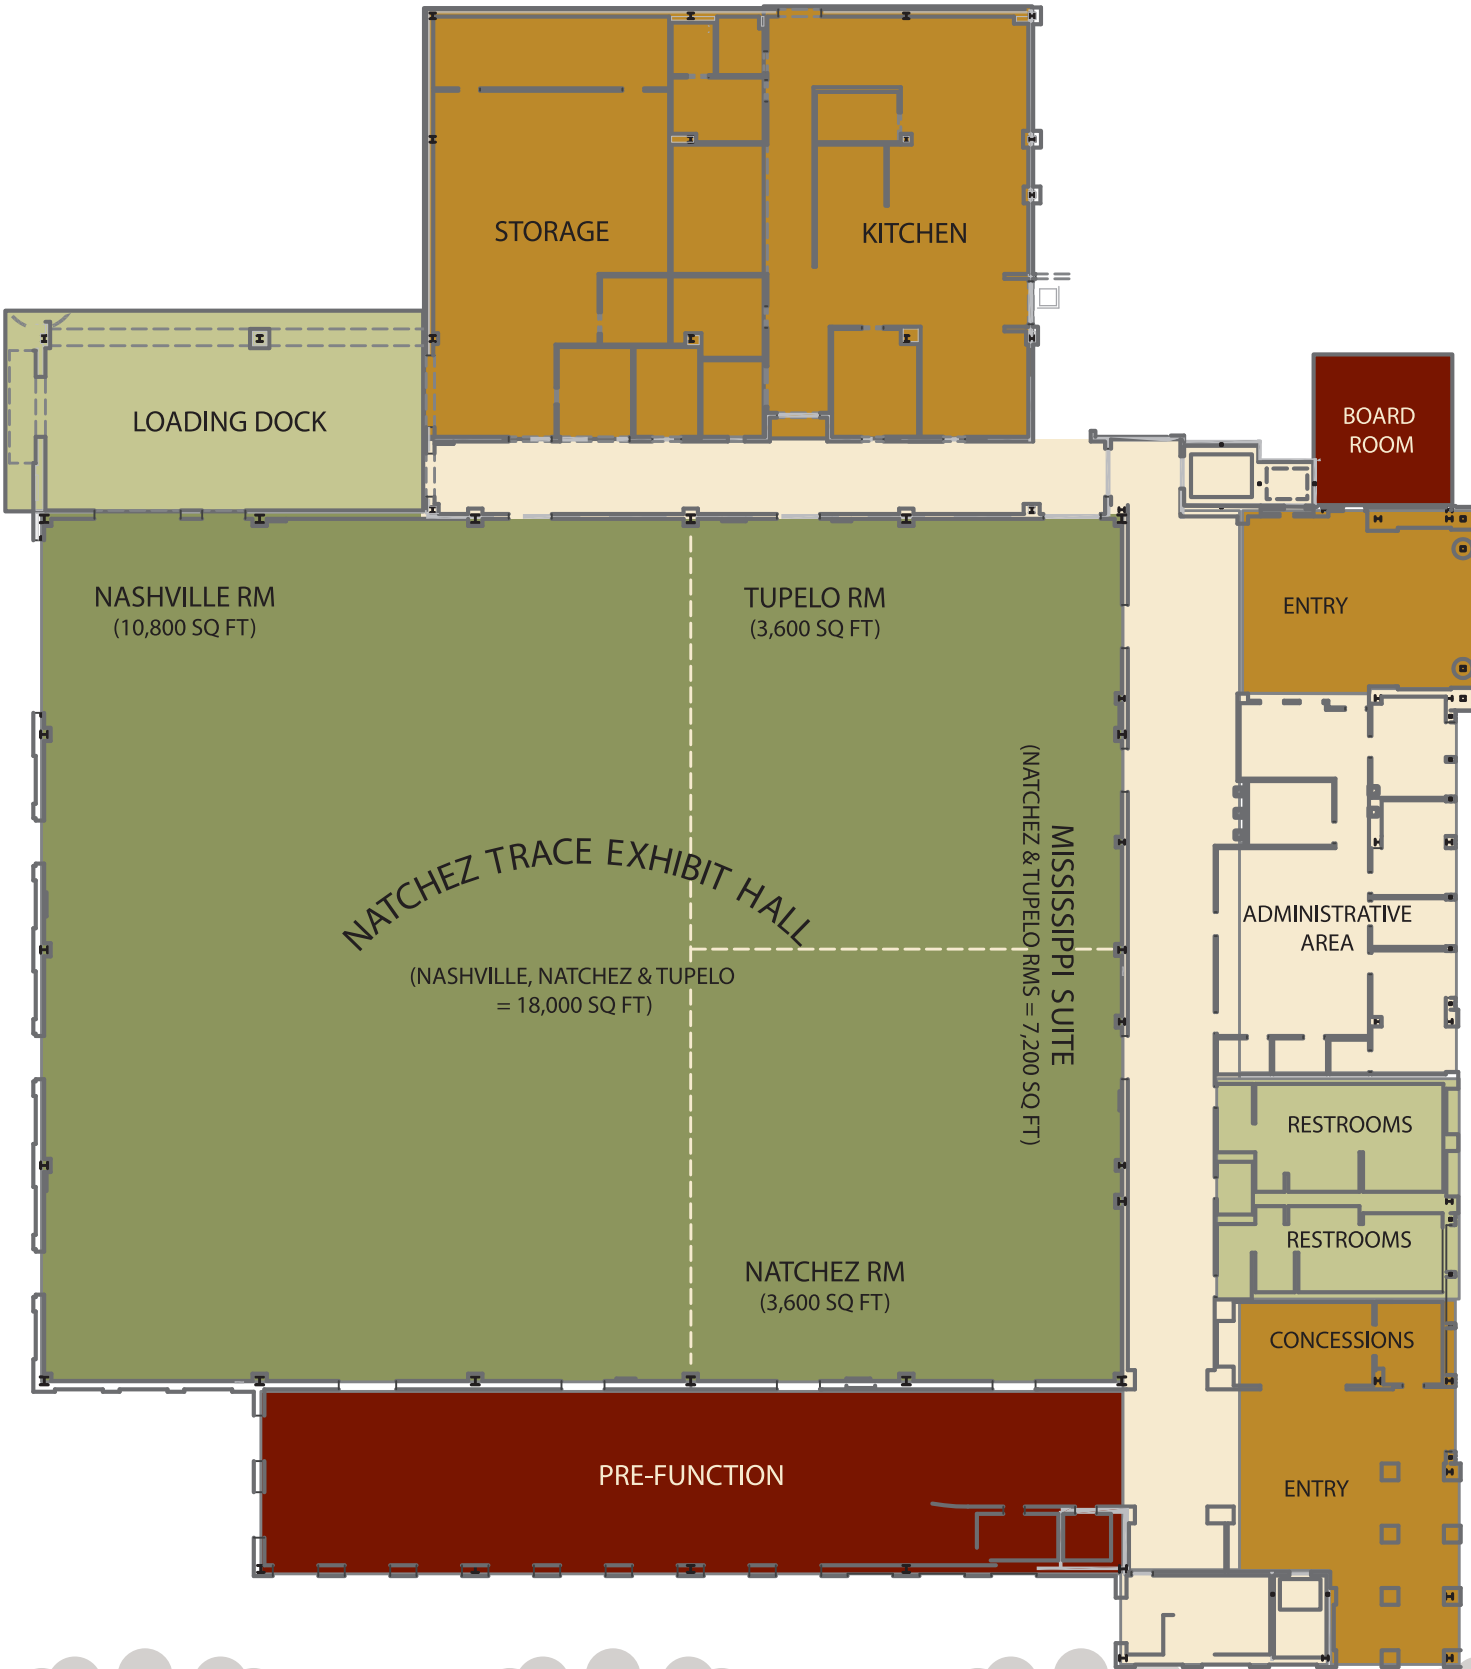 STORAGE
KITCHEN
LOADING DOCK
BOARD
ROOM
NASHVILLE RM
(10,800 SQ FT)
TUPELO RM
(3,600 SQ FT)
ENTRY
NATCHEZ TRACE EXHIBIT HALL
(NASHVILLE, NATCHEZ & TUPELO
= 18,000 SQ FT)
MISSISSIPPI SUITE
(NATCHEZ & TUPELO RMS = 7,200 SQ FT)
ADMINISTRATIVE
AREA
RESTROOMS
RESTROOMS
NATCHEZ RM
(3,600 SQ FT)
CONCESSIONS
PRE-FUNCTION
ENTRY